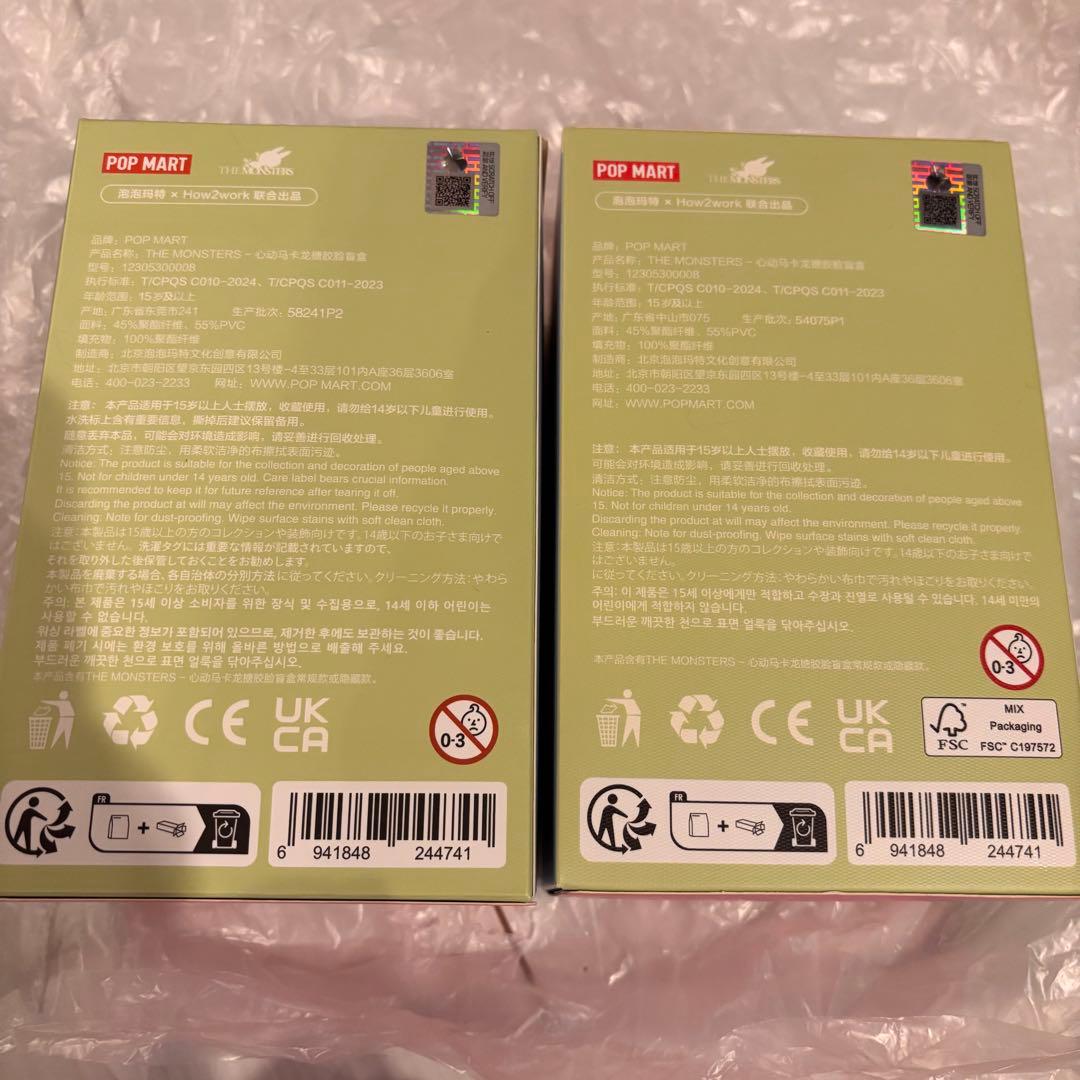 POP MART
THE MONSTERS
泡泡玛特 × How2work 联合出品
品牌：POP MART
产品名称：THE MONSTERS – 心动马卡龙搪胶脸盲盒
型号：12305300008
执行标准：T/CPQS C010-2024、T/CPQS C011-2023
年龄范围：15岁及以上
产地：广东省东莞市241 生产批次：58241P2
面料：45%聚酯纤维、55%PVC
填充物：100%聚酯纤维
制造商：北京泡泡玛特文化创意有限公司
地址：北京市朝阳区望京东园四区13号楼-4至33层101内A座36层3606室
电话：400-023-2233 网址：WWW.POP MART.COM
注意：本产品适用于15岁以上人士摆放，收藏使用，请勿给14岁以下儿童进行使用。
水洗标上含有重要信息，撕掉后建议保留备用。
随意丢弃本品，可能会对环境造成影响，请妥善进行回收处理。
清洁方式：注意防尘，用柔软洁净的布擦拭表面污迹。
Notice: The product is suitable for the collection and decoration of people aged above
15. Not for children under 14 years old. Care label bears crucial information.
It is recommended to keep it for future reference after tearing it off.
Discarding the product at will may affect the environment. Please recycle it properly.
Cleaning: Note for dust-proofing. Wipe surface stains with soft clean cloth.
注意：本製品は15歳以上の方のコレクションや装飾向けです。14歳以下のお子さま向けで
はございません。洗濯タグには重要な情報が記載されていますので、
それを取り外した後保管しておくことをお勧めします。
本製品を廃棄する場合、各自治体の分別方法に従ってください。クリーニング方法：やわら
かい布巾で汚れやほこりをお取りください。
주의: 본 제품은 15세 이상 소비자를 위한 장식 및 수집용으로, 14세 이하 어린이는
사용할 수 없습니다.
워싱 라벨에 중요한 정보가 포함되어 있으므로, 제거한 후에도 보관하는 것이 좋습니다.
제품 폐기 시에는 환경 보호를 위해 올바른 방법으로 배출해 주세요.
부드러운 깨끗한 천으로 표면 얼룩을 닦아주십시오.
本产品含有THE MONSTERS – 心动马卡龙搪胶脸盲盒常规款或隐藏款。
CE
UK
CA
0-3
FR
6 941848 244741
POP MART
THE MONSTERS
泡泡玛特 × How2work 联合出品
品牌：POP MART
产品名称：THE MONSTERS – 心动马卡龙搪胶脸盲盒
型号：12305300008
执行标准：T/CPQS C010-2024、T/CPQS C011-2023
年龄范围：15岁及以上
产地：广东省中山市075 生产批次：54075P1
面料：45%聚酯纤维、55%PVC
填充物：100%聚酯纤维
制造商：北京泡泡玛特文化创意有限公司
地址：北京市朝阳区望京东园四区13号楼-4至33层101内A座36层3606室
电话：400-023-2233
网址：WWW.POPMART.COM
注意：本产品适用于15岁以上人士摆放，收藏使用，请勿给14岁以下儿童进行使用。
可能会对环境造成影响，请妥善进行回收处理。
清洁方式：注意防尘，用柔软洁净的布擦拭表面污迹。
Notice: The product is suitable for the collection and decoration of people aged above
15. Not for children under 14 years old.
Discarding the product at will may affect the environment. Please recycle it properly
Cleaning: Note for dust-proofing. Wipe surface stains with soft clean cloth.
注意：本製品は15歳以上の方のコレクションや装飾向けです。14歳以下のお子さま向けで
はございません。
に従ってください。クリーニング方法：やわらかい布巾で汚れやほこりをお取りください。
주의: 이 제품은 15세 이상에게만 적합하고 수장과 진열로 사용될 수 있습니다. 14세 미만의
어린이에게 적합하지 않습니다.
부드러운 깨끗한 천으로 표면 얼룩을 닦아주십시오.
本产品含有THE MONSTERS – 心动马卡龙搪胶脸盲盒常规款或隐藏款。
0-3
CE
UK
CA
FSC
MIX
Packaging
FSC™ C197572
FR
6 941848 244741